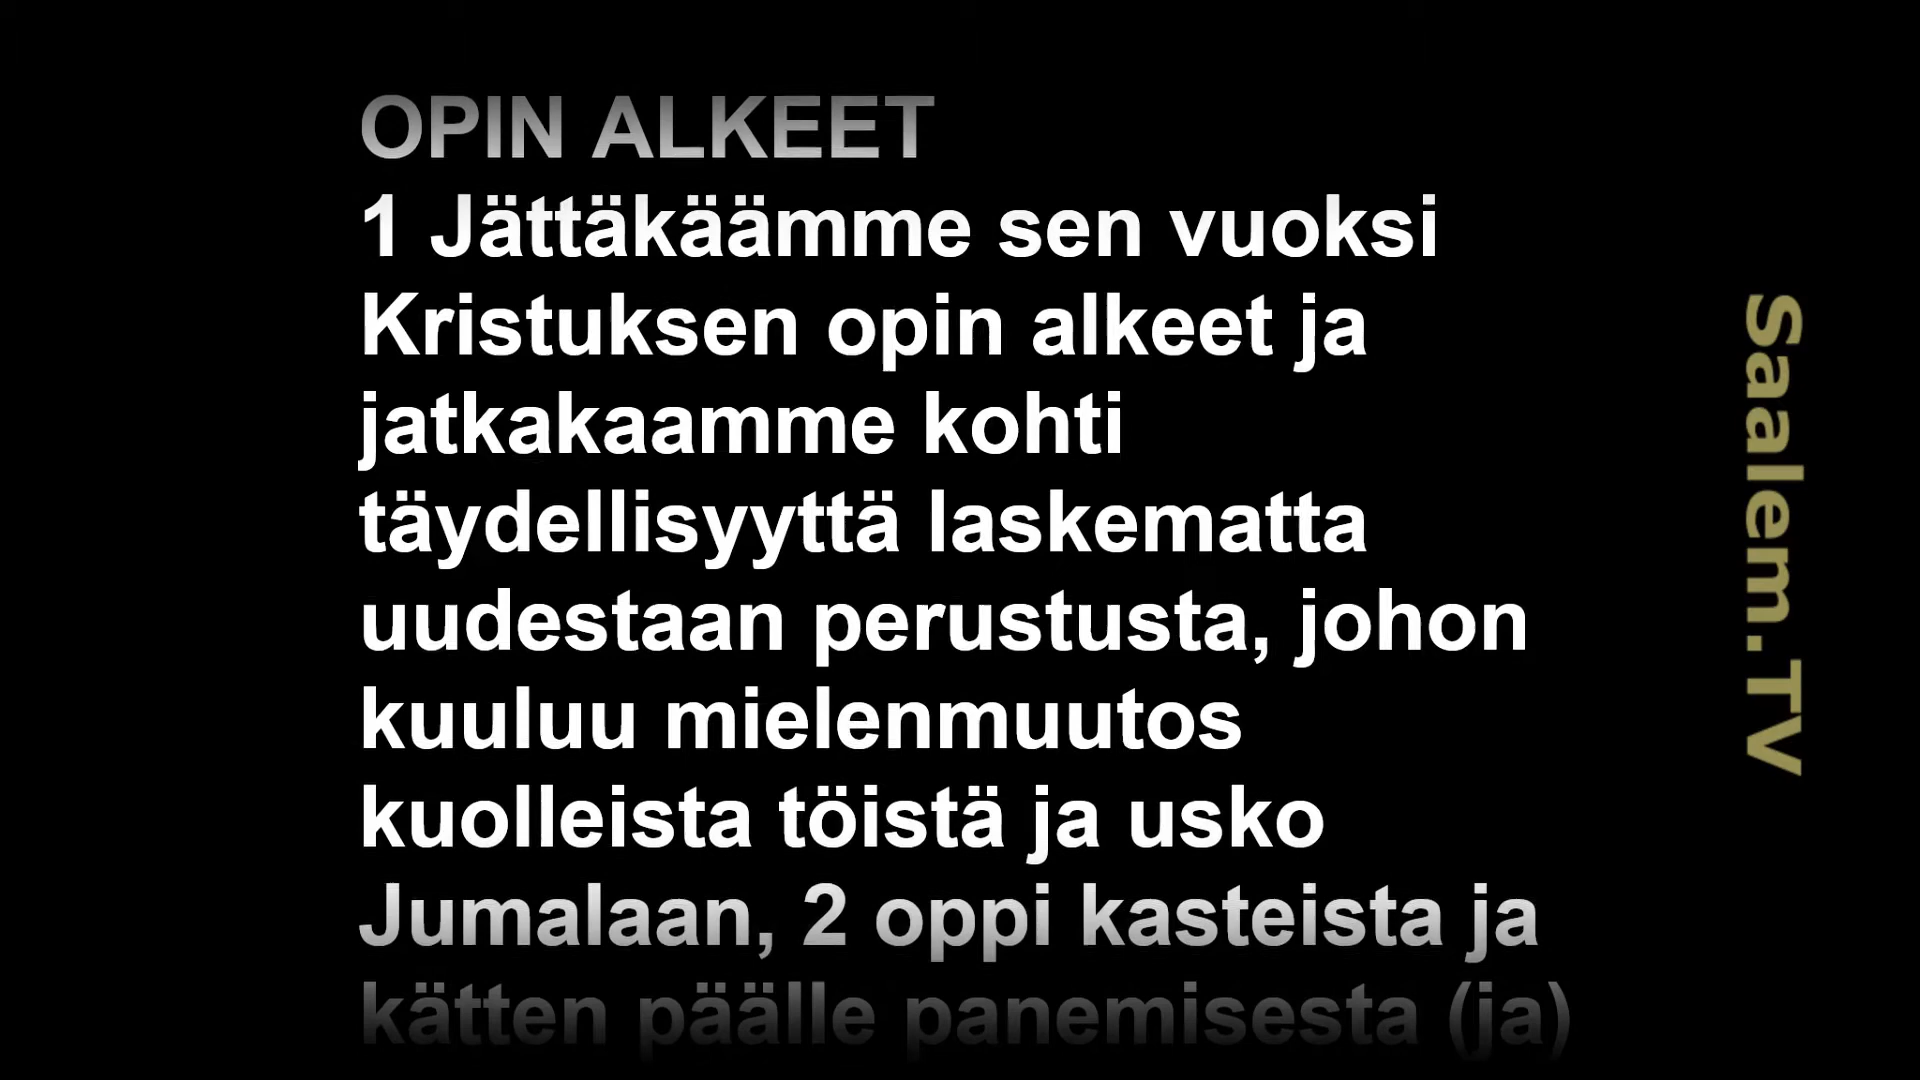 OPIN ALKEET
1 Jättäkäämme sen vuoksi
Kristuksen opin alkeet ja
jatkakaamme kohti
täydellisyyttä laskematta
uudestaan perustusta, johon
kuuluu mielenmuutos
kuolleista töistä ja usko
Jumalaan, 2 oppi kasteista ja
kätten päälle panemisesta (ja)
Saalem.TV